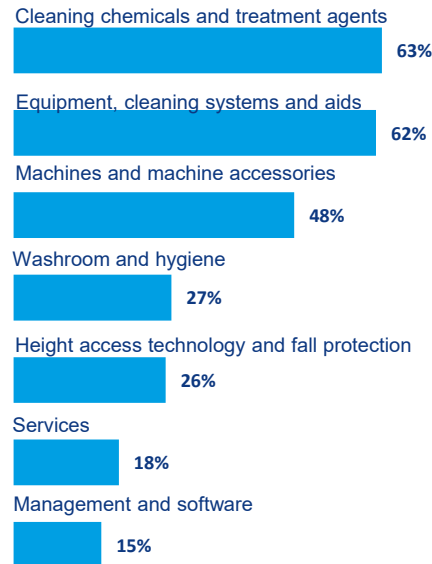 Cleaning chemicals and treatment agents
63%
Equipment, cleaning systems and aids
62%
Machines and machine accessories
48%
Washroom and hygiene
27%
Height access technology and fall protection
26%
Services
18%
Management and software
15%